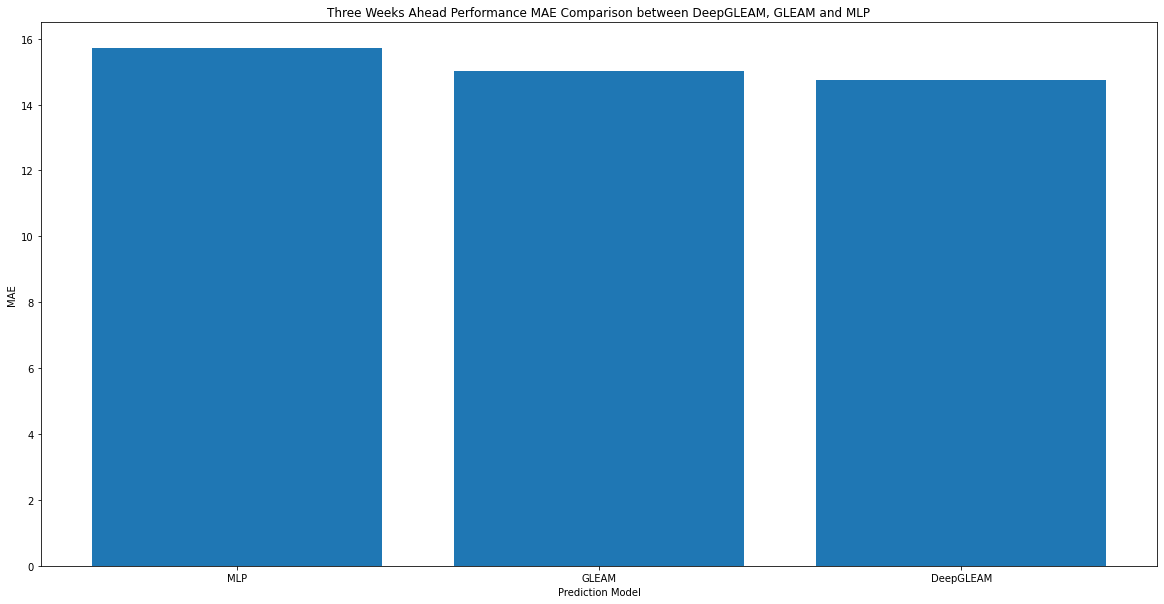 Three Weeks Ahead Performance MAE Comparison between DeepGLEAM, GLEAM and MLP
16
14
12
10
8
6
4
2
0
MAE
MLP
GLEAM
DeepGLEAM
Prediction Model